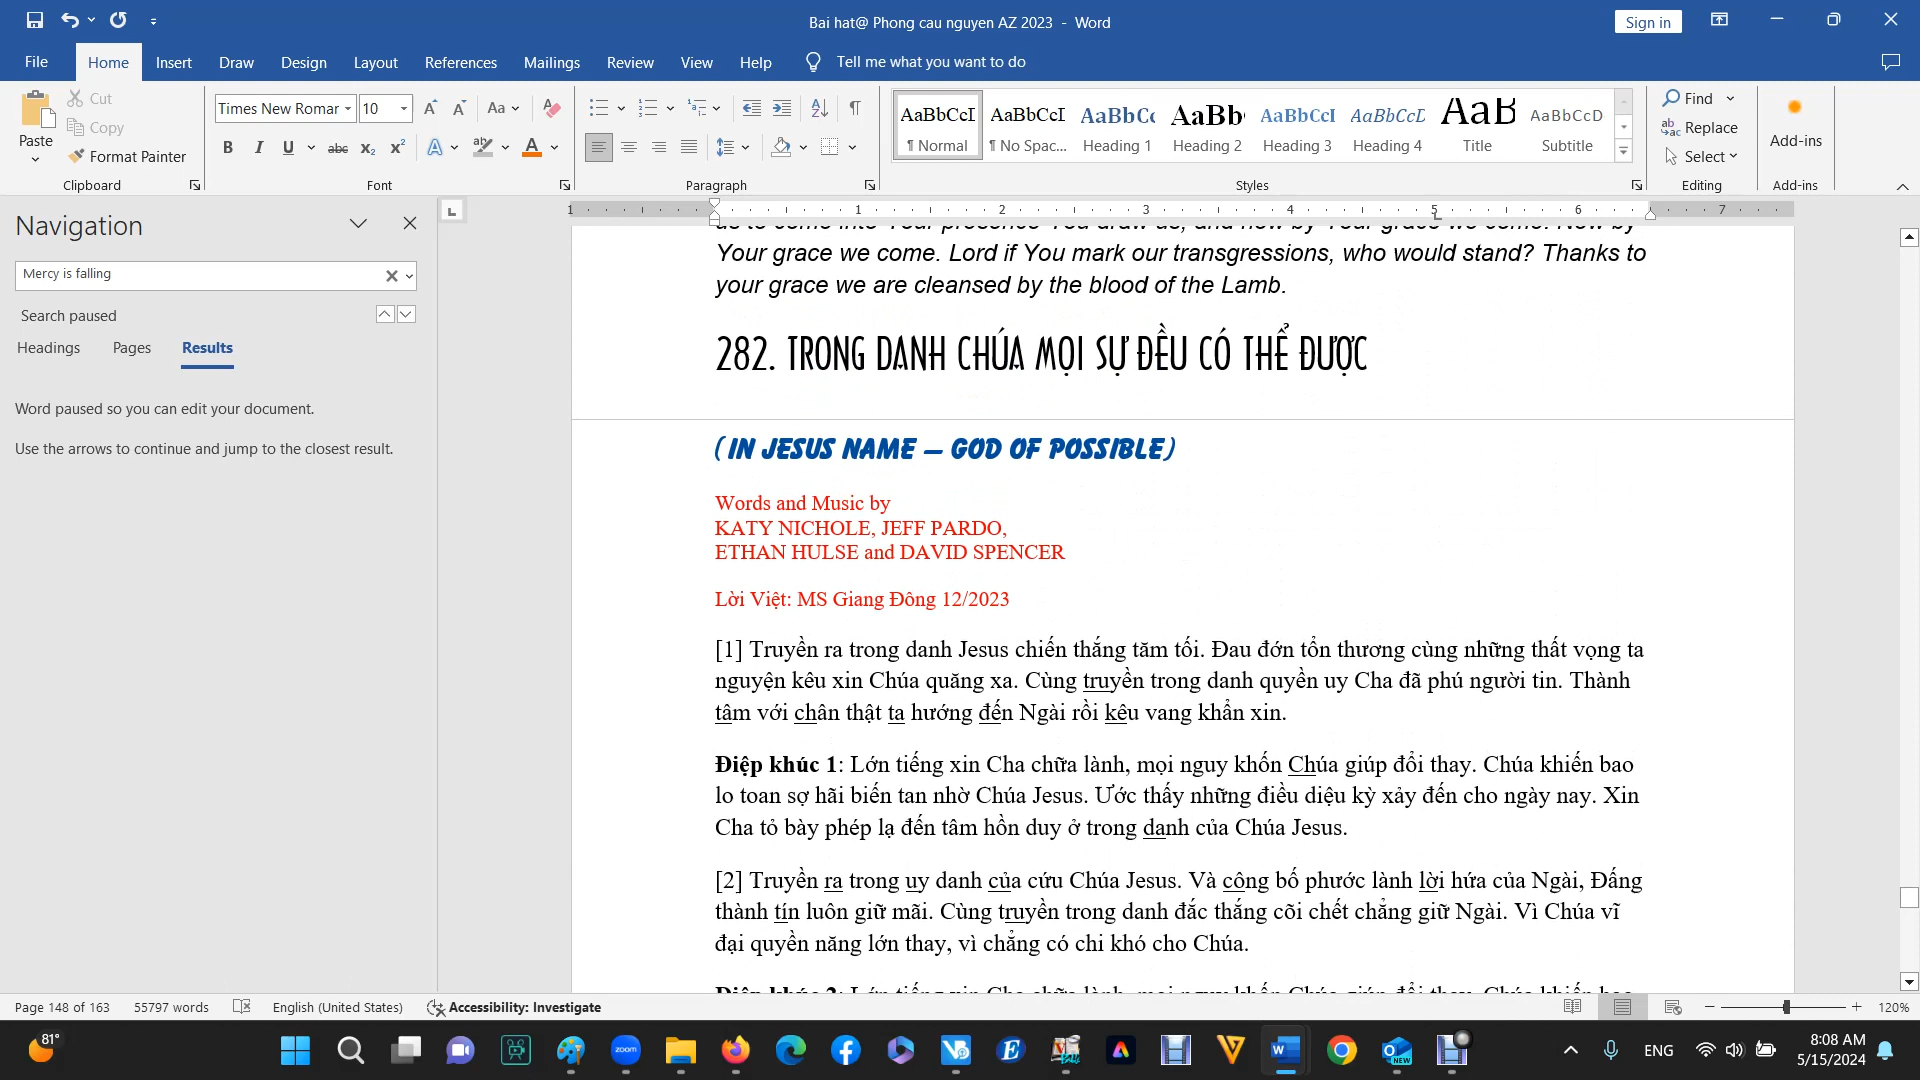 Bai hat@ Phong cau nguyen AZ 2023 - Word
Sign in
File Home Insert Draw Design Layout References Mailings Review View Help Tell me what you want to do
Paste
Cut
Copy
Format Painter
Clipboard
Times New Romar 10
Font
Paragraph
AaBbCcI AaBbCcI AaBbCc AaBb AaBbCcI AaBbCcD AaB AaBbCcD
¶ Normal ¶ No Spac... Heading 1 Heading 2 Heading 3 Heading 4 Title Subtitle
Styles
Find
Replace
Select
Editing
Add-ins
Add-ins
Navigation
Mercy is falling
Search paused
Headings Pages Results
Word paused so you can edit your document.
Use the arrows to continue and jump to the closest result.
1 1 2 3 4 5 6 7
us to come into Your presence You draw us, and now by Your grace we come. Now by
Your grace we come. Lord if You mark our transgressions, who would stand? Thanks to
your grace we are cleansed by the blood of the Lamb.
282. TRONG DANH CHÚA MỌI SỰ ĐỀU CÓ THỂ ĐƯỢC
(IN JESUS NAME – GOD OF POSSIBLE)
Words and Music by
KATY NICHOLE, JEFF PARDO,
ETHAN HULSE and DAVID SPENCER
Lời Việt: MS Giang Đông 12/2023
[1] Truyền ra trong danh Jesus chiến thắng tăm tối. Đau đớn tổn thương cùng những thất vọng ta
nguyện kêu xin Chúa quăng xa. Cùng truyền trong danh quyền uy Cha đã phú người tin. Thành
tâm với chân thật ta hướng đến Ngài rồi kêu vang khẩn xin.
Điệp khúc 1: Lớn tiếng xin Cha chữa lành, mọi nguy khốn Chúa giúp đổi thay. Chúa khiến bao
lo toan sợ hãi biến tan nhờ Chúa Jesus. Ước thấy những điều diệu kỳ xảy đến cho ngày nay. Xin
Cha tỏ bày phép lạ đến tâm hồn duy ở trong danh của Chúa Jesus.
[2] Truyền ra trong uy danh của cứu Chúa Jesus. Và công bố phước lành lời hứa của Ngài, Đấng
thành tín luôn giữ mãi. Cùng truyền trong danh đắc thắng cõi chết chẳng giữ Ngài. Vì Chúa vĩ
đại quyền năng lớn thay, vì chẳng có chi khó cho Chúa.
Điệp khúc 2: Lớn tiếng xin Cha chữa lành, mọi nguy khốn Chúa giúp đổi thay. Chúa khiến bao
Page 148 of 163 55797 words English (United States) Accessibility: Investigate 120%
81°
ENG
8:08 AM
5/15/2024